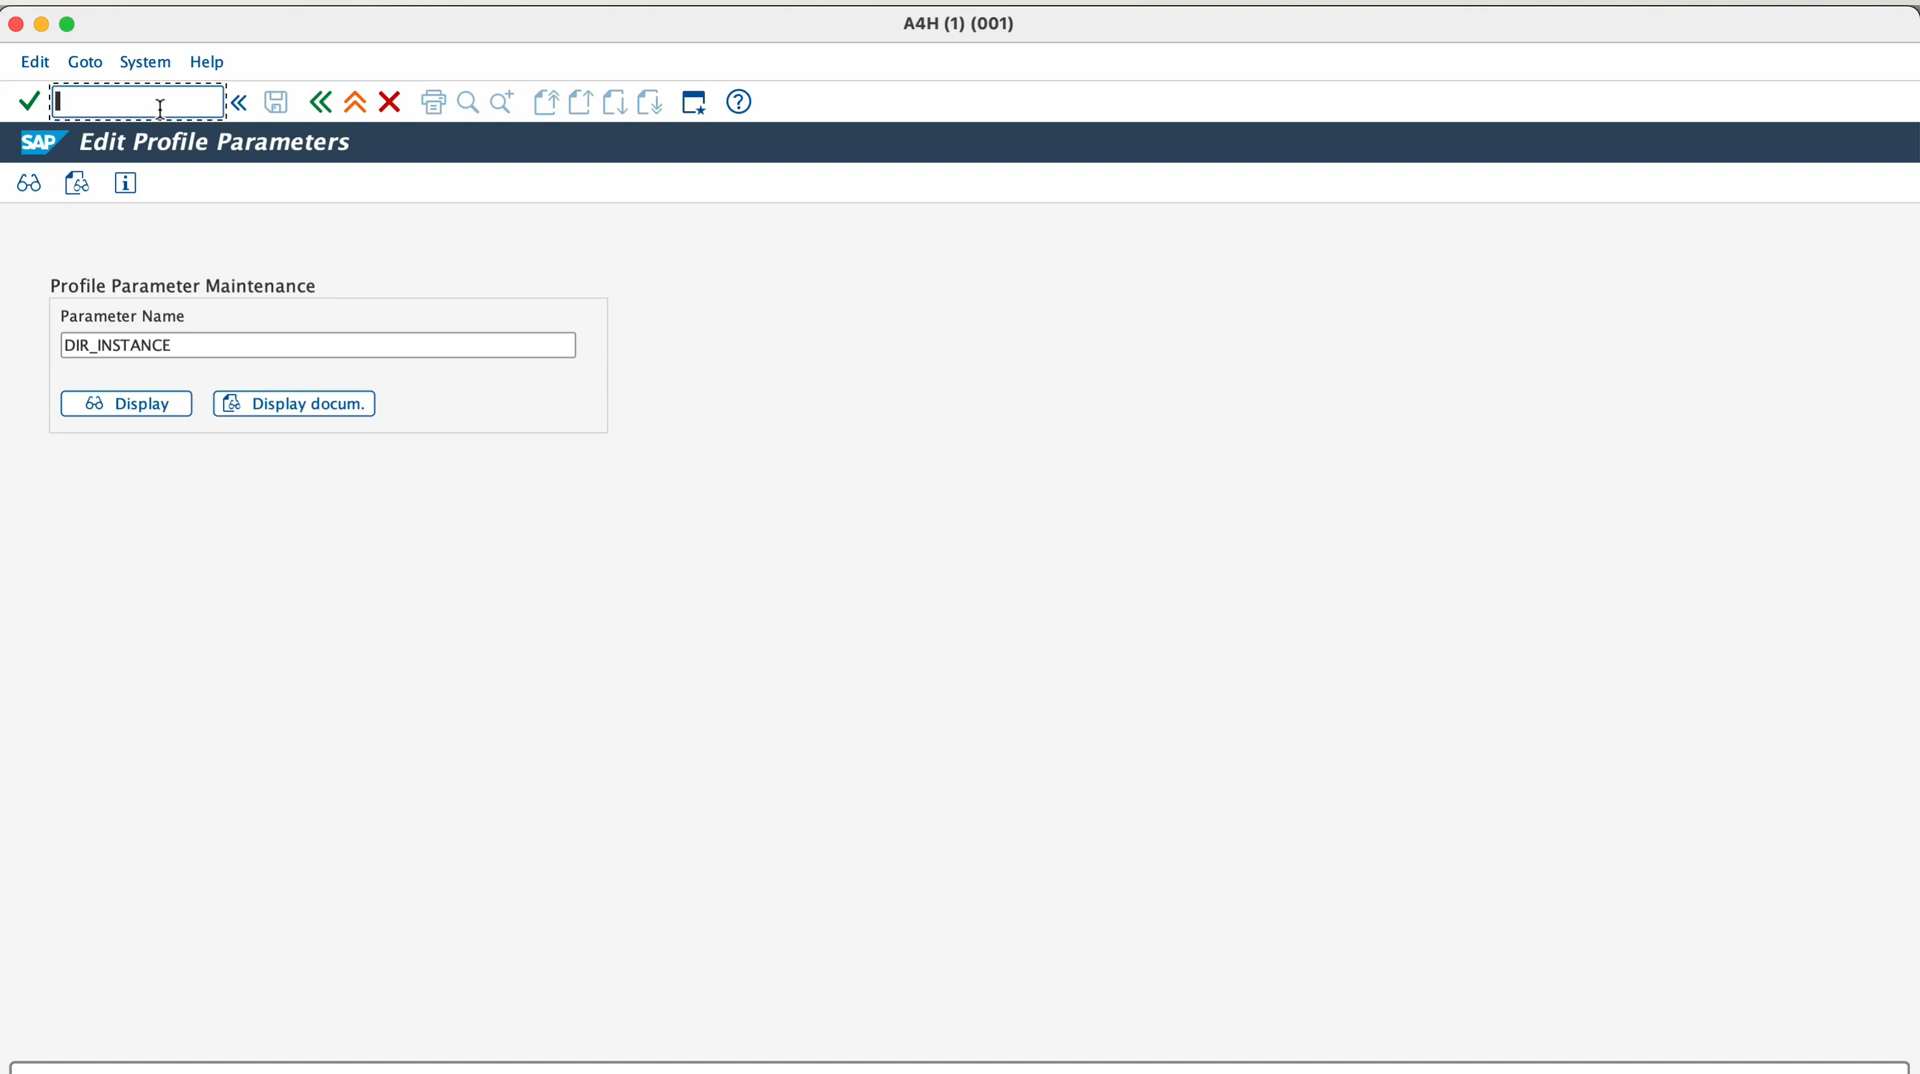 A4H (1) (001)
Edit Goto System Help
SAP Edit Profile Parameters
Profile Parameter Maintenance
Parameter Name
DIR_INSTANCE
Display Display docum.